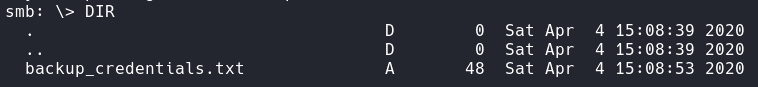 smb: \> DIR
. D 0 Sat Apr 4 15:08:39 2020
.. D 0 Sat Apr 4 15:08:39 2020
backup_credentials.txt A 48 Sat Apr 4 15:08:53 2020